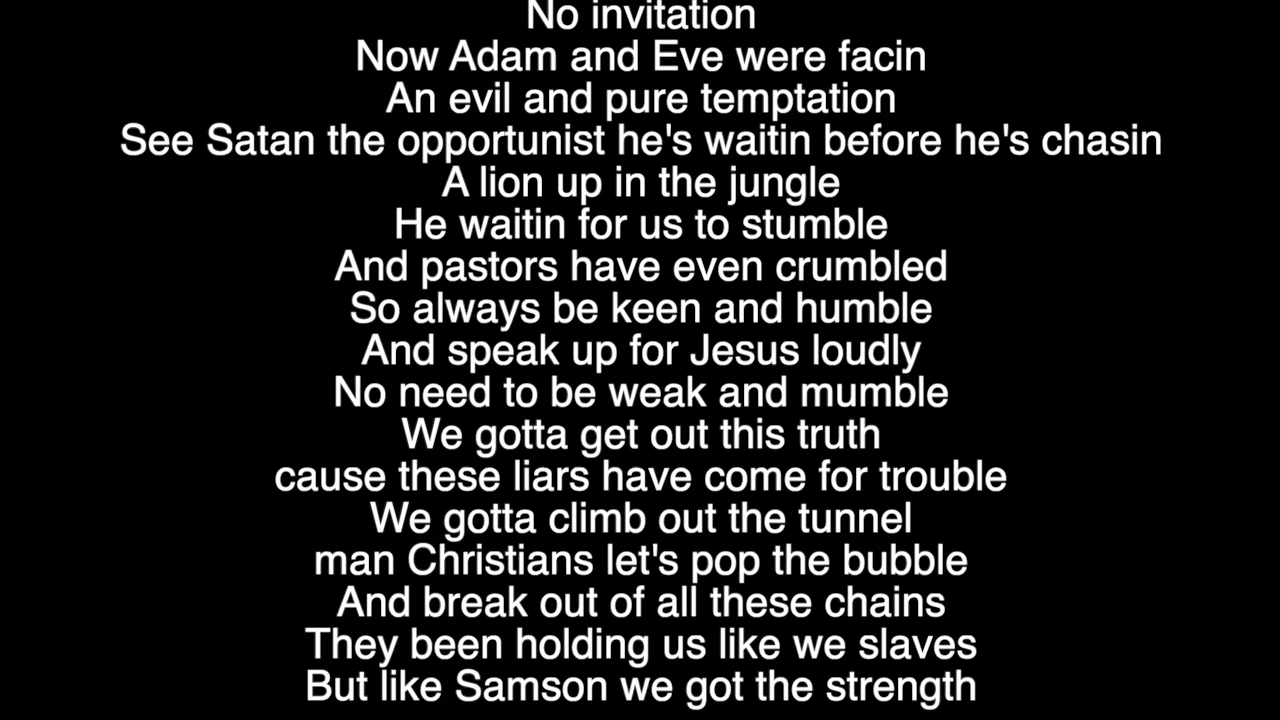 No invitation
Now Adam and Eve were facin
An evil and pure temptation
See Satan the opportunist he's waitin before he's chasin
A lion up in the jungle
He waitin for us to stumble
And pastors have even crumbled
So always be keen and humble
And speak up for Jesus loudly
No need to be weak and mumble
We gotta get out this truth
cause these liars have come for trouble
We gotta climb out the tunnel
man Christians let's pop the bubble
And break out of all these chains
They been holding us like we slaves
But like Samson we got the strength